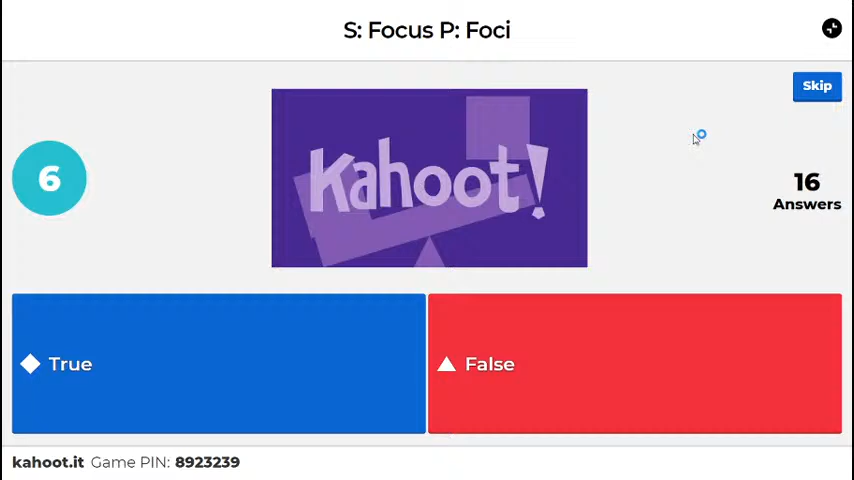 S: Focus P: Foci
Skip
6
Kahoot!
16
Answers
True
False
kahoot.it Game PIN: 8923239